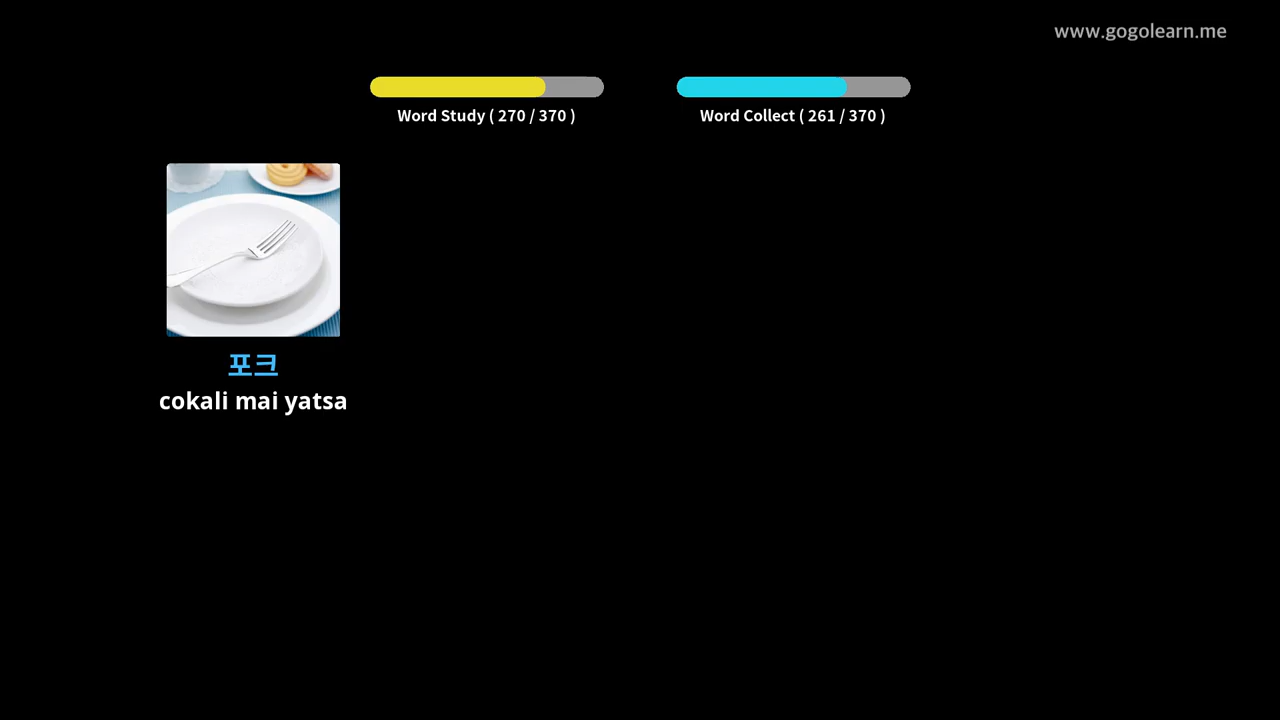 www.gogolearn.me
Word Study ( 270 / 370 )
Word Collect ( 261 / 370 )
포크
cokali mai yatsa